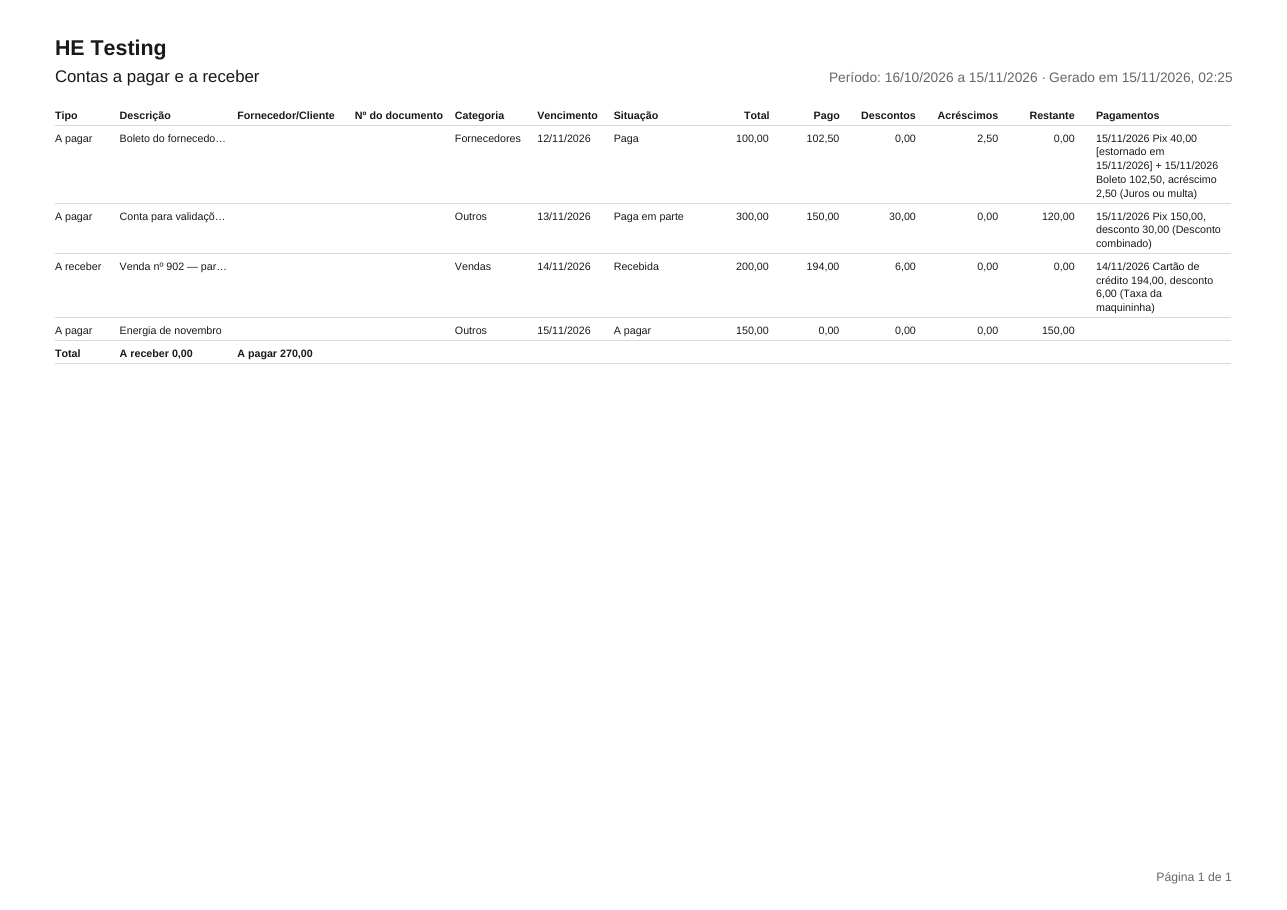 HE Testing
Contas a pagar e a receber
Período: 16/10/2026 a 15/11/2026 · Gerado em 15/11/2026, 02:25
Tipo Descrição Fornecedor/Cliente Nº do documento Categoria Vencimento Situação Total Pago Descontos Acréscimos Restante Pagamentos
A pagar Boleto do fornecedo… Fornecedores 12/11/2026 Paga 100,00 102,50 0,00 2,50 0,00 15/11/2026 Pix 40,00
[estornado em
15/11/2026] + 15/11/2026
Boleto 102,50, acréscimo
2,50 (Juros ou multa)
A pagar Conta para validaçõ… Outros 13/11/2026 Paga em parte 300,00 150,00 30,00 0,00 120,00 15/11/2026 Pix 150,00,
desconto 30,00 (Desconto
combinado)
A receber Venda nº 902 — par… Vendas 14/11/2026 Recebida 200,00 194,00 6,00 0,00 0,00 14/11/2026 Cartão de
crédito 194,00, desconto
6,00 (Taxa da
maquininha)
A pagar Energia de novembro Outros 15/11/2026 A pagar 150,00 0,00 0,00 0,00 150,00
Total A receber 0,00 A pagar 270,00
Página 1 de 1